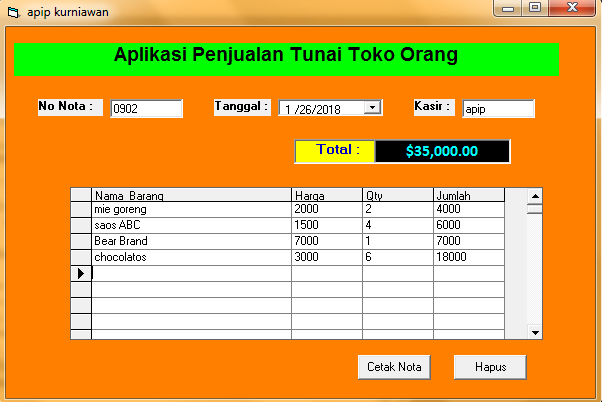 apip kurniawan
Aplikasi Penjualan Tunai Toko Orang
No Nota : 0902 Tanggal : 1 /26/2018 Kasir : apip
Total : $35,000.00
Nama Barang Harga Qty Jumlah
mie goreng 2000 2 4000
saos ABC 1500 4 6000
Bear Brand 7000 1 7000
chocolatos 3000 6 18000
Cetak Nota Hapus